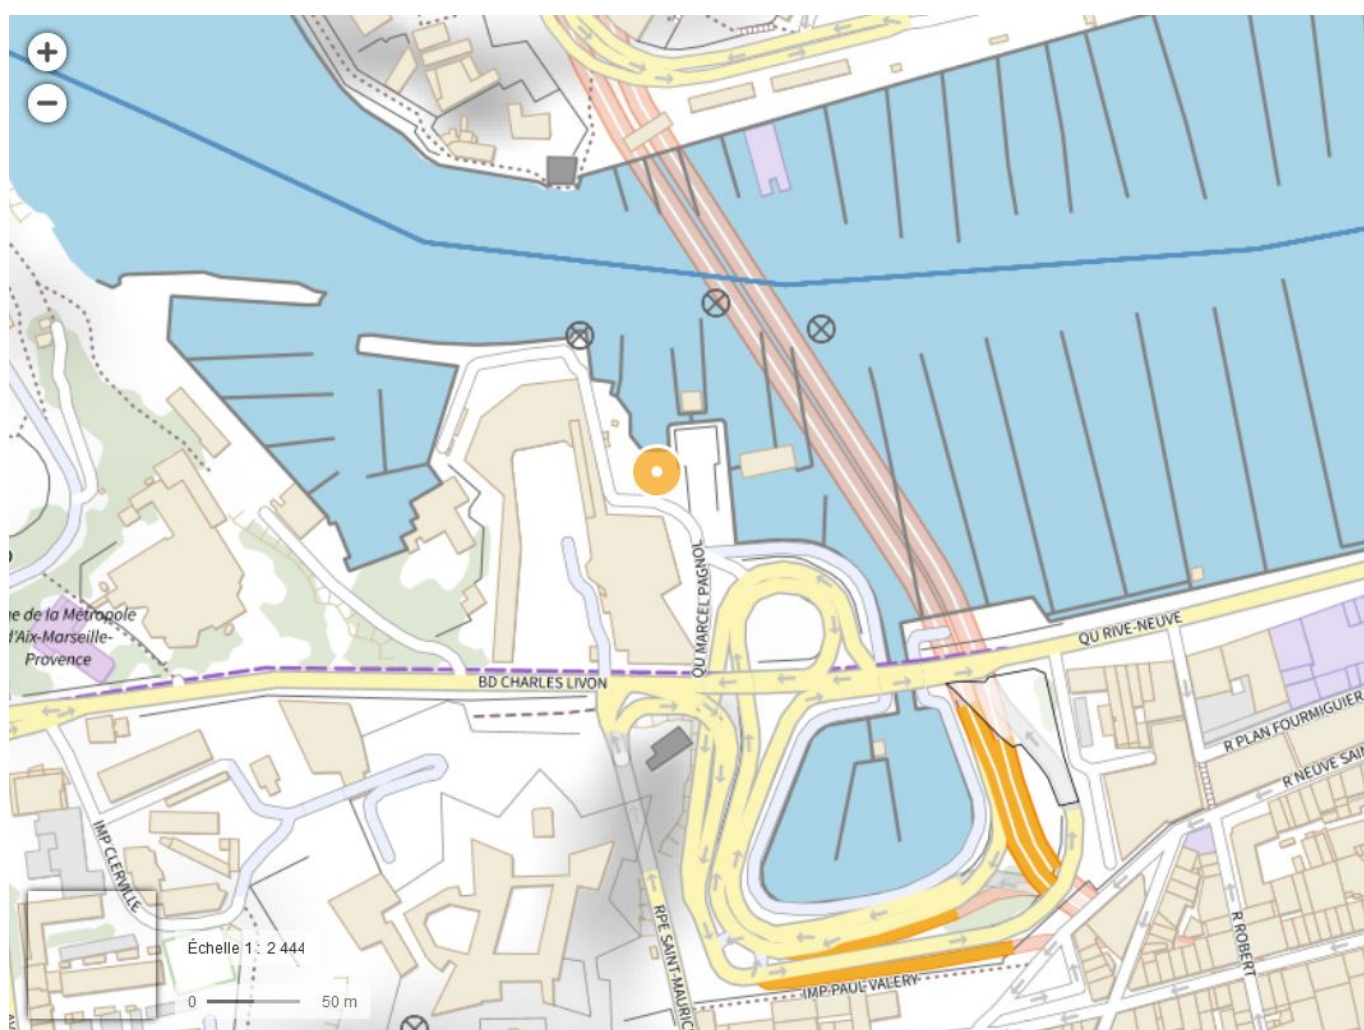 +
−
QU MARCEL PAGNOL
QU RIVE-NEUVE
ne de la Métropole
d'Aix-Marseille-
Provence
BD CHARLES LIVON
R PLAN FOURMIGUIER
R NEUVE SAI
IMP CLERVILLE
RPE SAINT-MAURIC
R ROBERT
IMP PAUL VALERY
Échelle 1 : 2 444
0
50 m